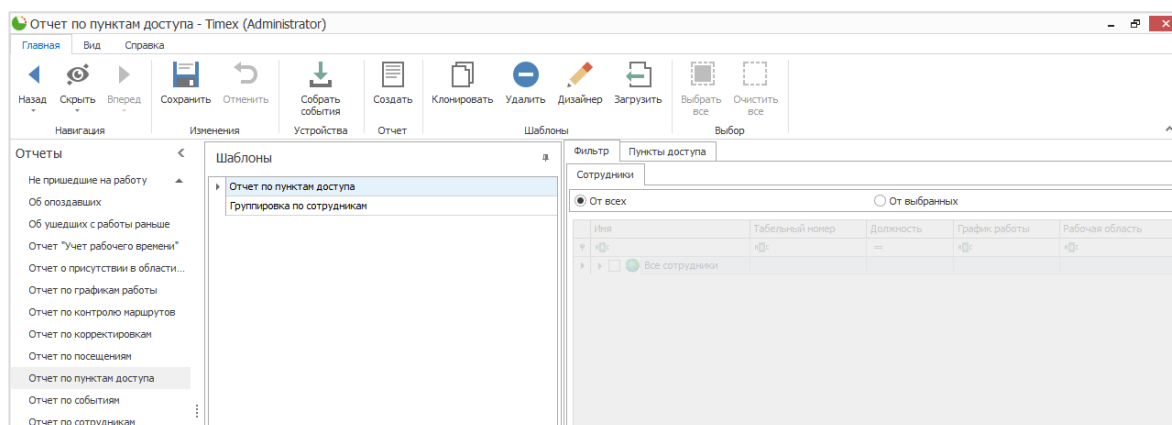 Отчет по пунктам доступа - Timex (Administrator)
Главная Вид Справка
Назад Скрыть Вперед Сохранить Отменить Собрать события Создать Клонировать Удалить Дизайнер Загрузить Выбрать все Очистить все
Навигация Изменения Устройства Отчет Шаблоны Выбор
Отчеты
Не пришедшие на работу
Об опоздавших
Об ушедших с работы раньше
Отчет "Учет рабочего времени"
Отчет о присутствии в области...
Отчет по графикам работы
Отчет по контролю маршрутов
Отчет по корректировкам
Отчет по посещениям
Отчет по пунктам доступа
Отчет по событиям
Отчет по сотрудникам
Шаблоны
Отчет по пунктам доступа
Группировка по сотрудникам
Фильтр Пункты доступа
Сотрудники
От всех От выбранных
Имя Табельный номер Должность График работы Рабочая область
Все сотрудники